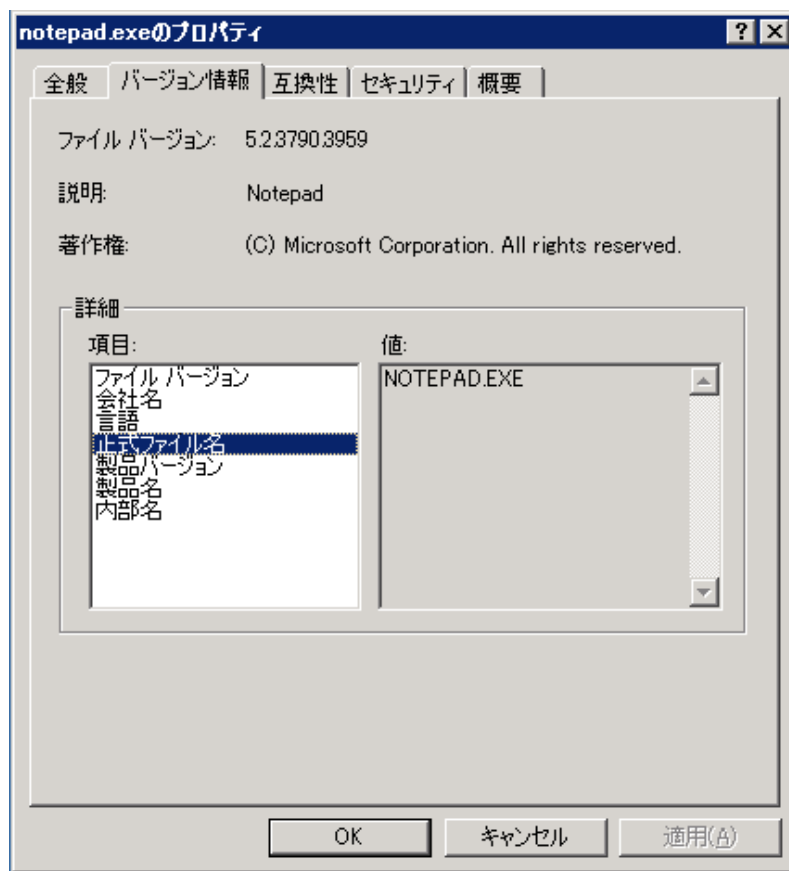 notepad.exeのプロパティ
全般 バージョン情報 互換性 セキュリティ 概要
ファイル バージョン: 5.2.3790.3959
説明: Notepad
著作権: (C) Microsoft Corporation. All rights reserved.
詳細
項目: 値:
ファイル バージョン NOTEPAD.EXE
会社名
言語
正式ファイル名
製品バージョン
製品名
内部名
OK キャンセル 適用(A)